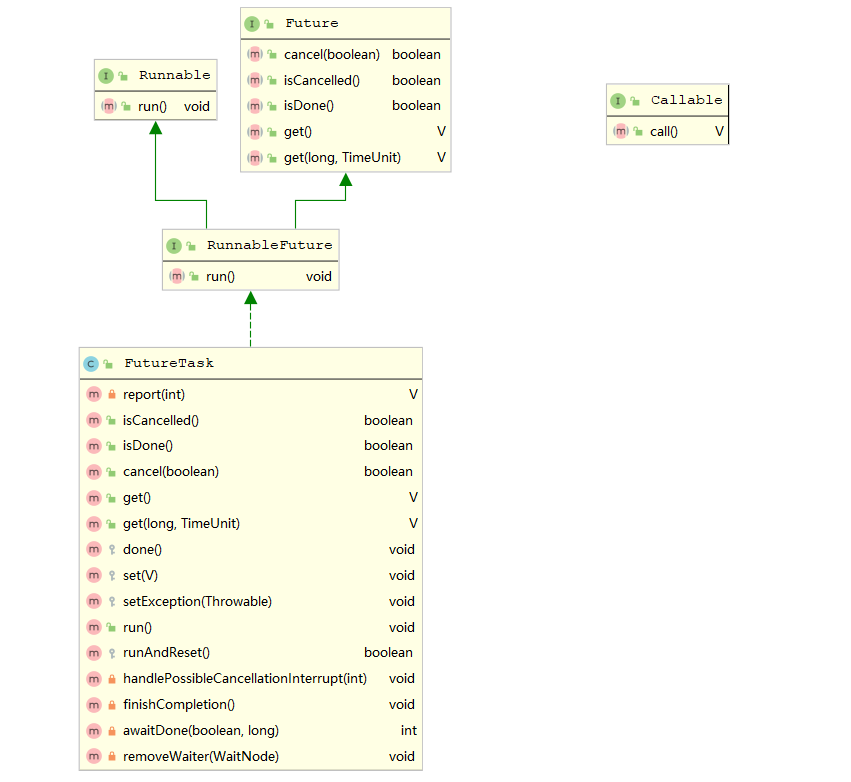 I Future
m cancel(boolean) boolean
m isCancelled() boolean
m isDone() boolean
m get() V
m get(long, TimeUnit) V
I Runnable
m run() void
I Callable
m call() V
I RunnableFuture
m run() void
C FutureTask
m report(int) V
m isCancelled() boolean
m isDone() boolean
m cancel(boolean) boolean
m get() V
m get(long, TimeUnit) V
m done() void
m set(V) void
m setException(Throwable) void
m run() void
m runAndReset() boolean
m handlePossibleCancellationInterrupt(int) void
m finishCompletion() void
m awaitDone(boolean, long) int
m removeWaiter(WaitNode) void